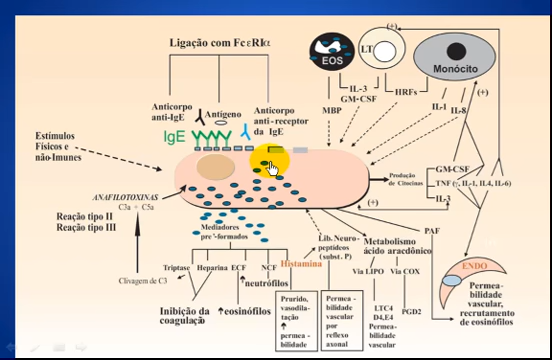 Ligação com FcεRIα
Anticorpo
anti-IgE
Antígeno
Anticorpo
anti-receptor
da IgE
IgE
EOS
LT
(+)
Monócito
IL-3
GM-CSF
HRFs
MBP
IL-1
IL-8
(+)
Estímulos
Físicos e
não-Imunes
ANAFILOTOXINAS
C3a + C5a
Reação tipo II
Reação tipo III
Clivagem de C3
Produção
de Citocinas
GM-CSF
TNF (γ, IL-1, IL4, IL-6)
IL-3
(+)
Mediadores
pré-formados
Triptase
Heparina
ECF
NCF
Histamina
Inibição da
coagulação
↑eosinófilos
↑neutrófilos
Prurido,
vasodila-
tação
↑
permea -
bilidade
Lib. Neuro-
peptídeos
(subst. P)
Permea -
bilidade
vascular
por
reflexo
axonal
Metabolismo
ácido aracdônico
Via LIPO
Via COX
LTC4
D4,E4
Permea-
bilidade
vascular
PGD2
PAF
ENDO
Permea-
bilidade
vascular,
recrutamento
de eosinófilos